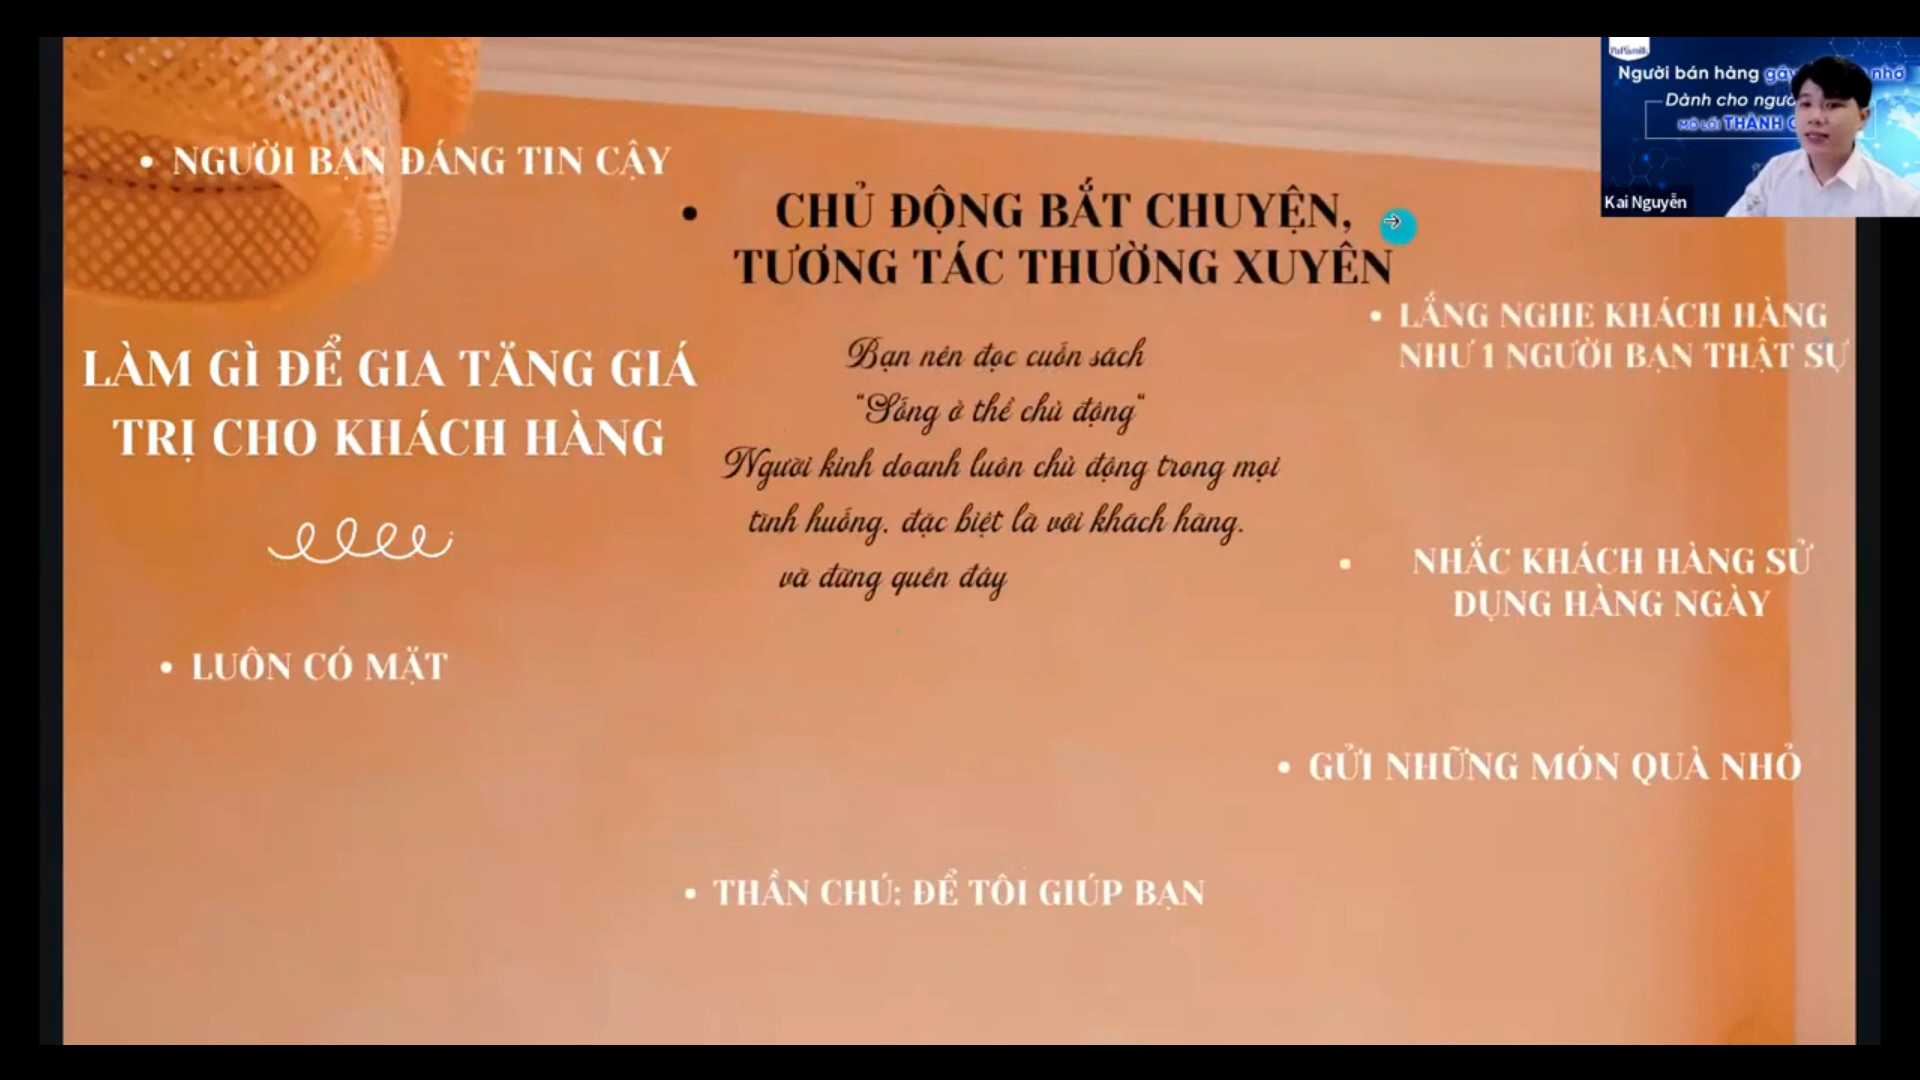 NGƯỜI BẠN ĐÁNG TIN CẬY
LÀM GÌ ĐỂ GIA TĂNG GIÁ
TRỊ CHO KHÁCH HÀNG
LUÔN CÓ MẶT
CHỦ ĐỘNG BẮT CHUYỆN,
TƯƠNG TÁC THƯỜNG XUYÊN
Bạn nên đọc cuốn sách
"Sống ở thể chủ động"
Người kinh doanh luôn chủ động trong mọi
tình huống, đặc biệt là với khách hàng.
và đừng quên đây
LẮNG NGHE KHÁCH HÀNG
NHƯ 1 NGƯỜI BẠN THẬT SỰ
NHẮC KHÁCH HÀNG SỬ
DỤNG HÀNG NGÀY
GỬI NHỮNG MÓN QUÀ NHỎ
THẦN CHÚ: ĐỂ TÔI GIÚP BẠN
Người bán hàng
nhớ
Dành cho
THÀNH
Kai Nguyễn